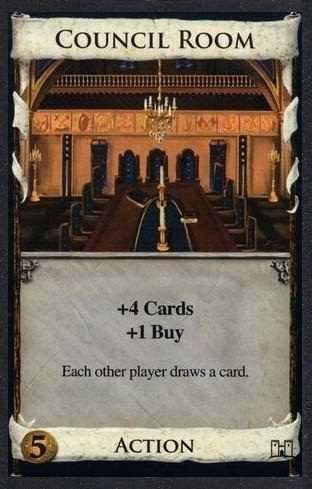 Council Room
+4 Cards
+1 Buy
Each other player draws a card.
5
Action